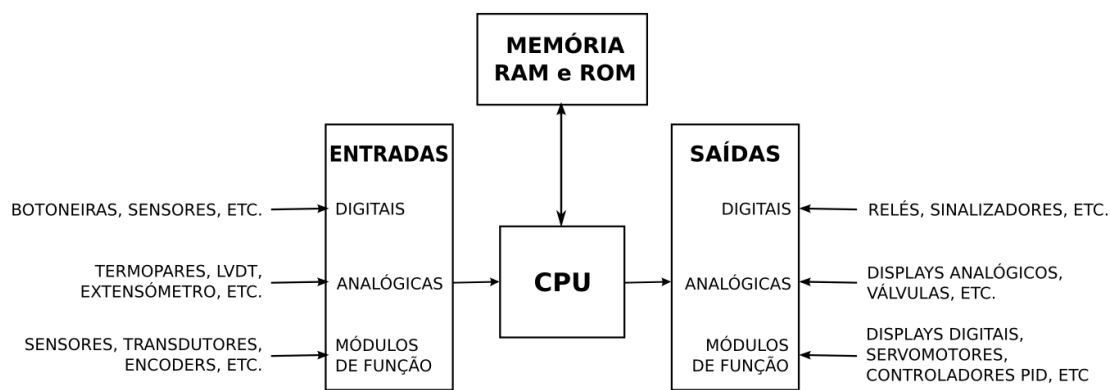 MEMÓRIA
RAM e ROM
ENTRADAS
SAÍDAS
BOTONEIRAS, SENSORES, ETC.
DIGITAIS
DIGITAIS
RELÉS, SINALIZADORES, ETC.
TERMOPARES, LVDT,
EXTENSÓMETRO, ETC.
ANALÓGICAS
CPU
ANALÓGICAS
DISPLAYS ANALÓGICOS,
VÁLVULAS, ETC.
SENSORES, TRANSDUTORES,
ENCODERS, ETC.
MÓDULOS
DE FUNÇÃO
MÓDULOS
DE FUNÇÃO
DISPLAYS DIGITAIS,
SERVOMOTORES,
CONTROLADORES PID, ETC